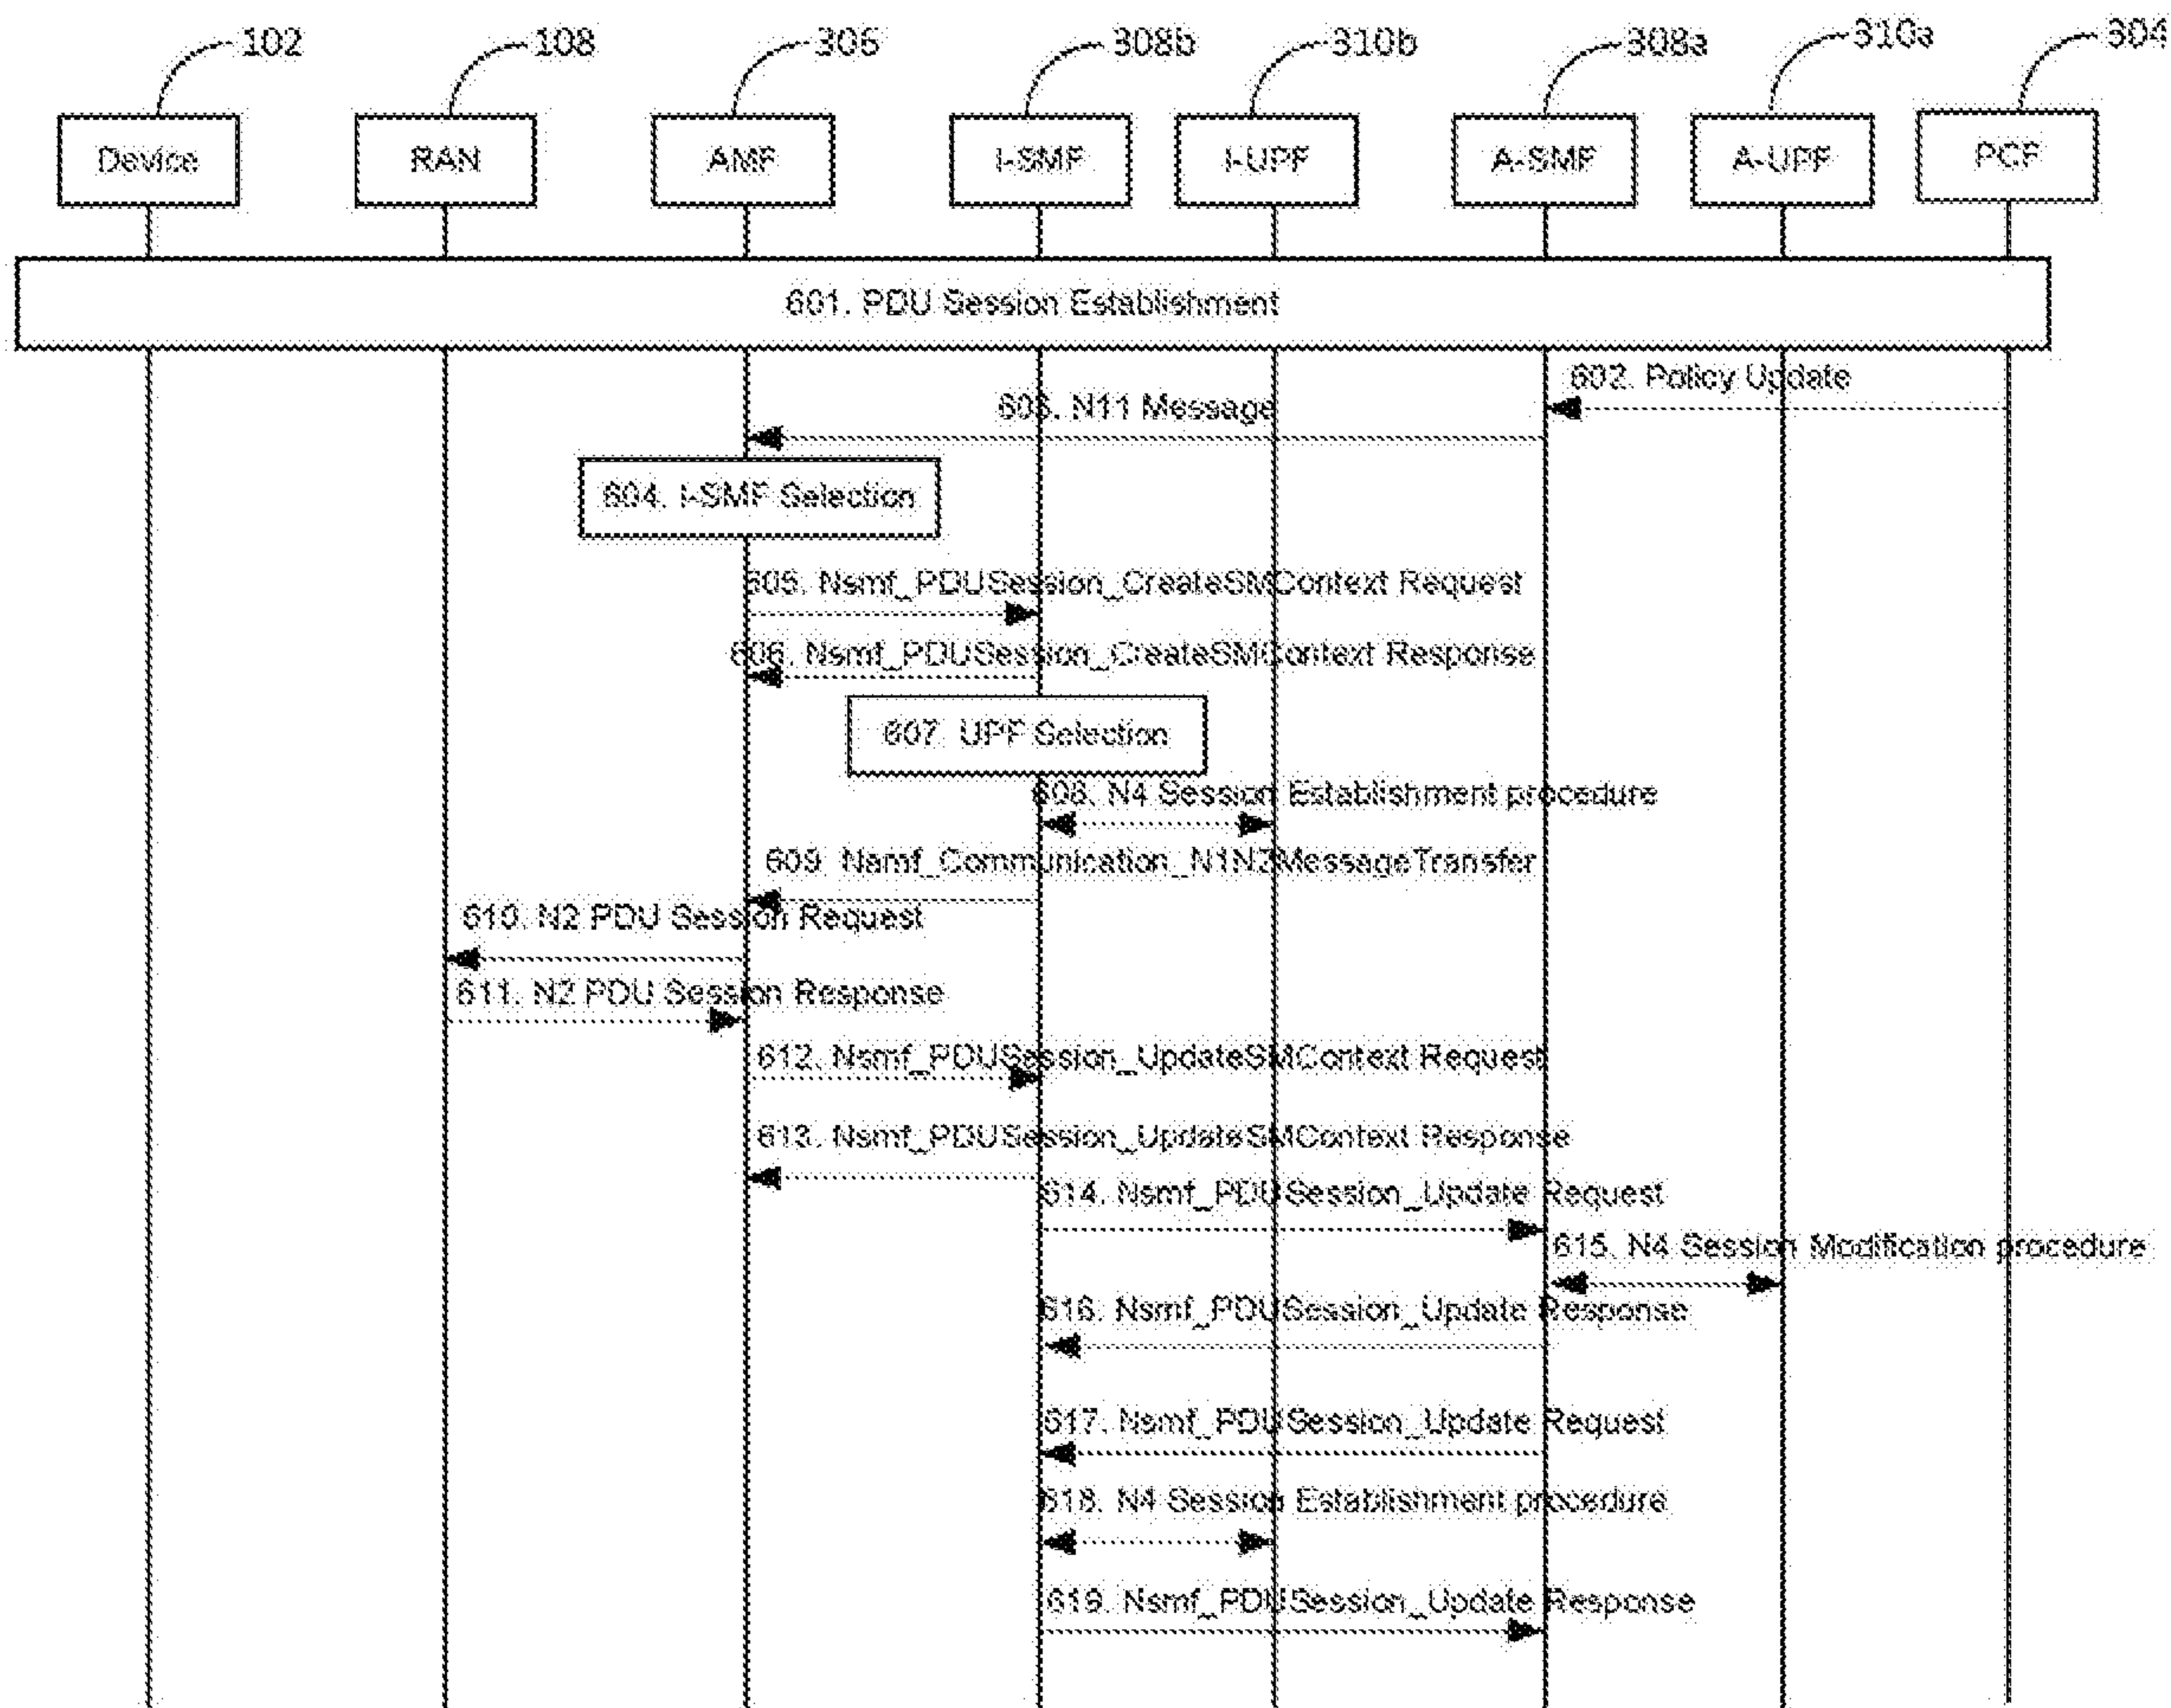 102
108
306
308b
310b
308a
310a
304
Device
RAN
AMF
I-SMF
I-UPF
A-SMF
A-UPF
PCF
601. PDU Session Establishment
602. Policy Update
603. N11 Message
604. I-SMF Selection
605. Nsmf_PDUSession_CreateSMContext Request
606. Nsmf_PDUSession_CreateSMContext Response
607. UPF Selection
608. N4 Session Establishment procedure
609. Namf_Communication_N1N2MessageTransfer
610. N2 PDU Session Request
611. N2 PDU Session Response
612. Nsmf_PDUSession_UpdateSMContext Request
613. Nsmf_PDUSession_UpdateSMContext Response
614. Nsmf_PDUSession_Update Request
615. N4 Session Modification procedure
616. Nsmf_PDUSession_Update Response
617. Nsmf_PDUSession_Update Request
618. N4 Session Establishment procedure
619. Nsmf_PDUSession_Update Response